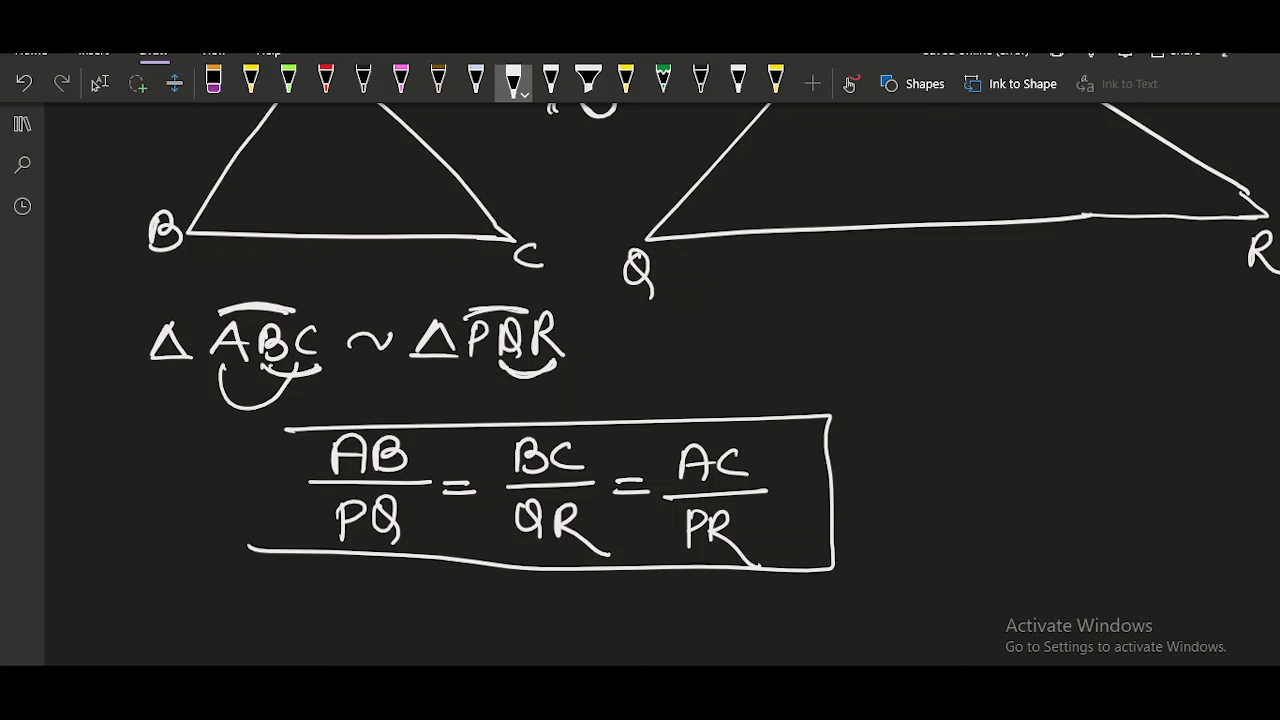 Shapes Ink to Shape Ink to Text
B C Q R
Δ ABC ~ Δ PQR
AB/PQ = BC/QR = AC/PR
Activate Windows
Go to Settings to activate Windows.